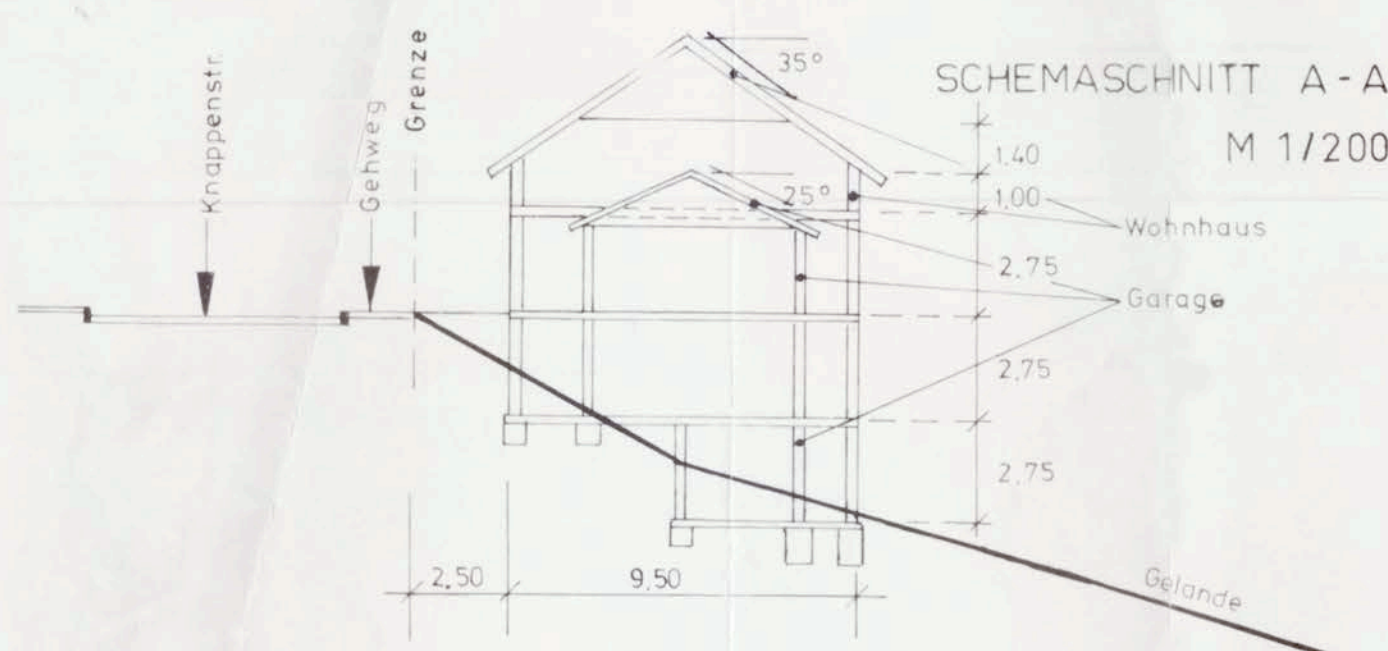 SCHEMASCHNITT A - A
M 1/200
Knappenstr.
Gehweg
Grenze
35°
25°
1,40
1,00
Wohnhaus
2,75
Garage
2,75
2,75
2,50
9,50
Gelande